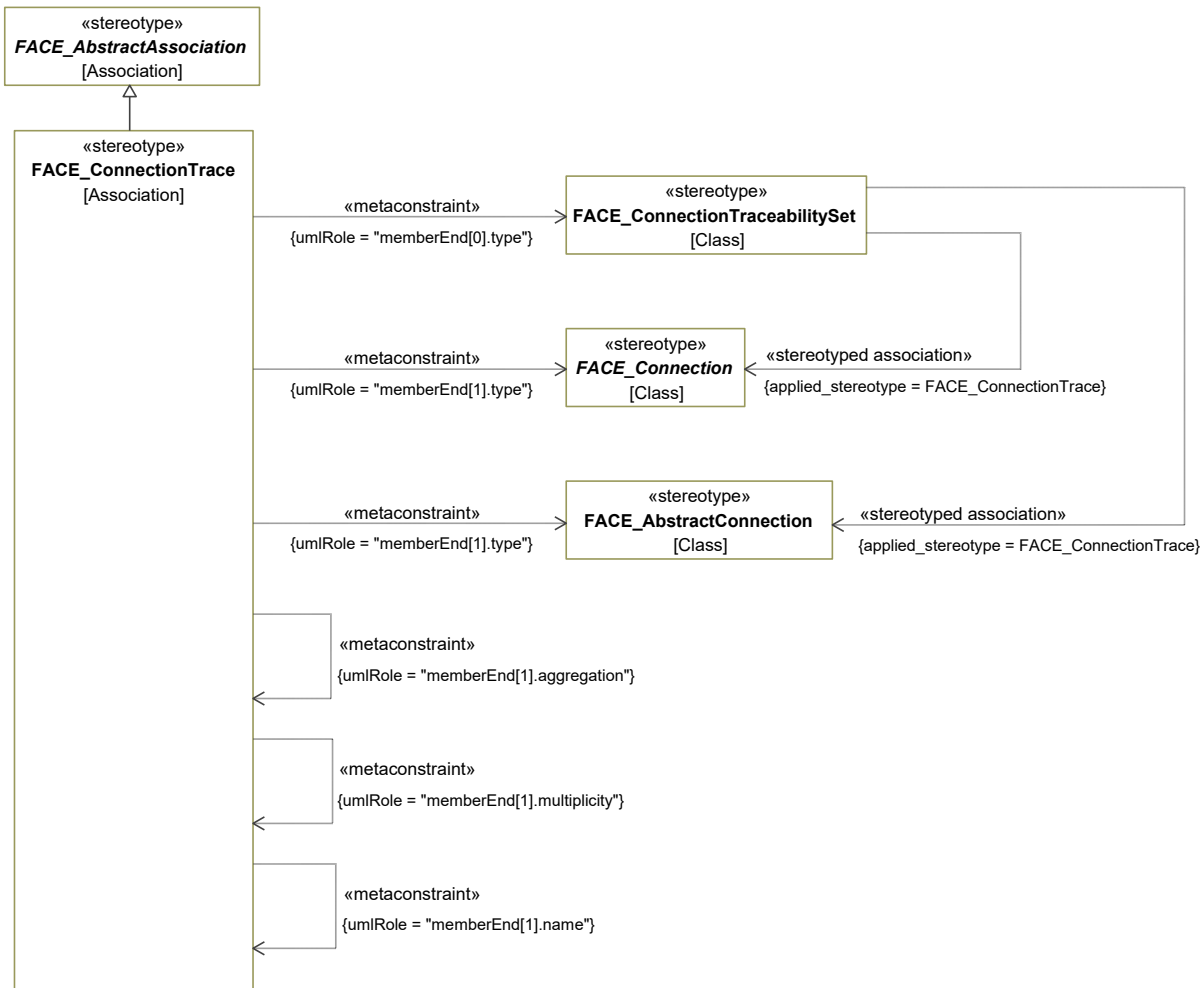 «stereotype»
FACE_AbstractAssociation
[Association]
«stereotype»
FACE_ConnectionTrace
[Association]
«metaconstraint»
{umlRole = "memberEnd[0].type"}
«stereotype»
FACE_ConnectionTraceabilitySet
[Class]
«metaconstraint»
{umlRole = "memberEnd[1].type"}
«stereotype»
FACE_Connection
[Class]
«stereotyped association»
{applied_stereotype = FACE_ConnectionTrace}
«metaconstraint»
{umlRole = "memberEnd[1].type"}
«stereotype»
FACE_AbstractConnection
[Class]
«stereotyped association»
{applied_stereotype = FACE_ConnectionTrace}
«metaconstraint»
{umlRole = "memberEnd[1].aggregation"}
«metaconstraint»
{umlRole = "memberEnd[1].multiplicity"}
«metaconstraint»
{umlRole = "memberEnd[1].name"}